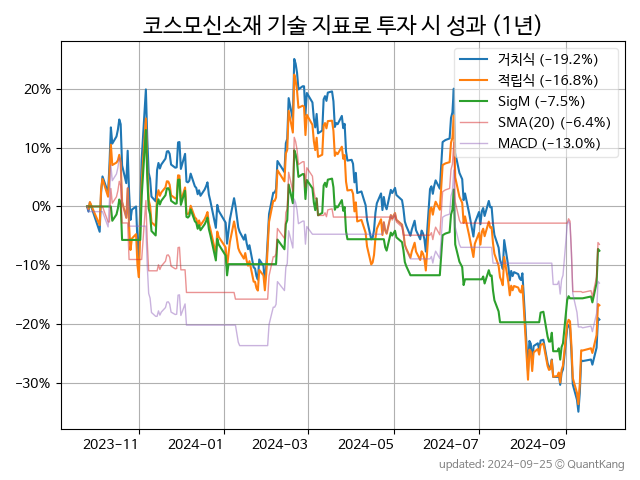 코스모신소재 기술 지표로 투자 시 성과 (1년)
거치식 (−19.2%)
적립식 (−16.8%)
SigM (−7.5%)
SMA(20) (−6.4%)
MACD (−13.0%)
20%
10%
0%
−10%
−20%
−30%
2023-11 2024-01 2024-03 2024-05 2024-07 2024-09
updated: 2024-09-25 © QuantKang